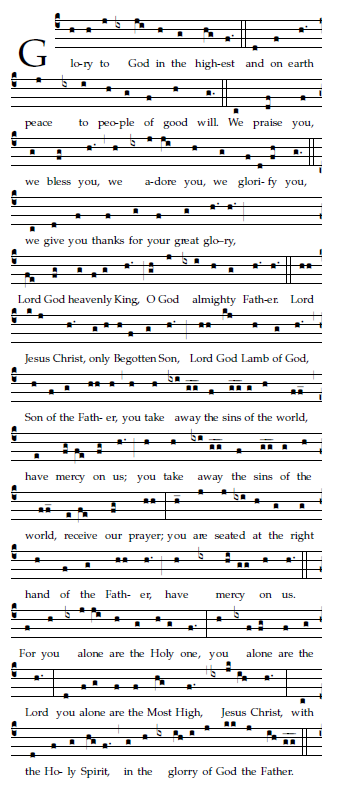 Glo-ry to God in the high-est and on earth
peace to peo-ple of good will. We praise you,
we bless you, we a-dore you, we glori-fy you,
we give you thanks for your great glo-ry,
Lord God heavenly King, O God almighty Fath-er. Lord
Jesus Christ, only Begotten Son, Lord God Lamb of God,
Son of the Fath-er, you take away the sins of the world,
have mercy on us; you take away the sins of the
world, receive our prayer; you are seated at the right
hand of the Fath-er, have mercy on us.
For you alone are the Holy one, you alone are the
Lord you alone are the Most High, Jesus Christ, with
the Ho-ly Spirit, in the glorry of God the Father.